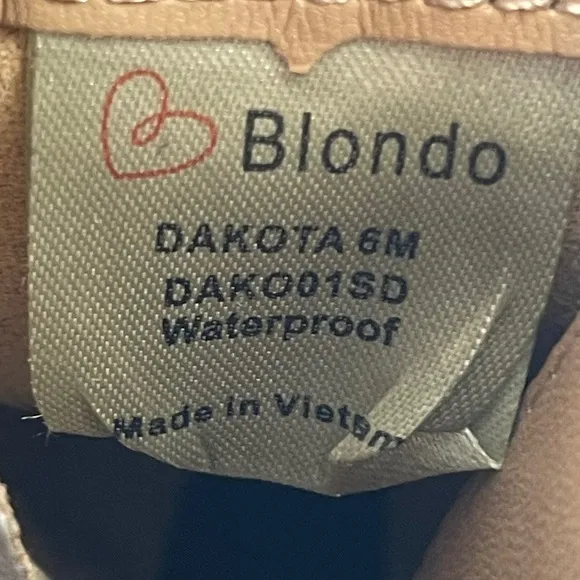 Blondo
DAKOTA 6M
DAKO01SD
Waterproof
Made in Vietnam